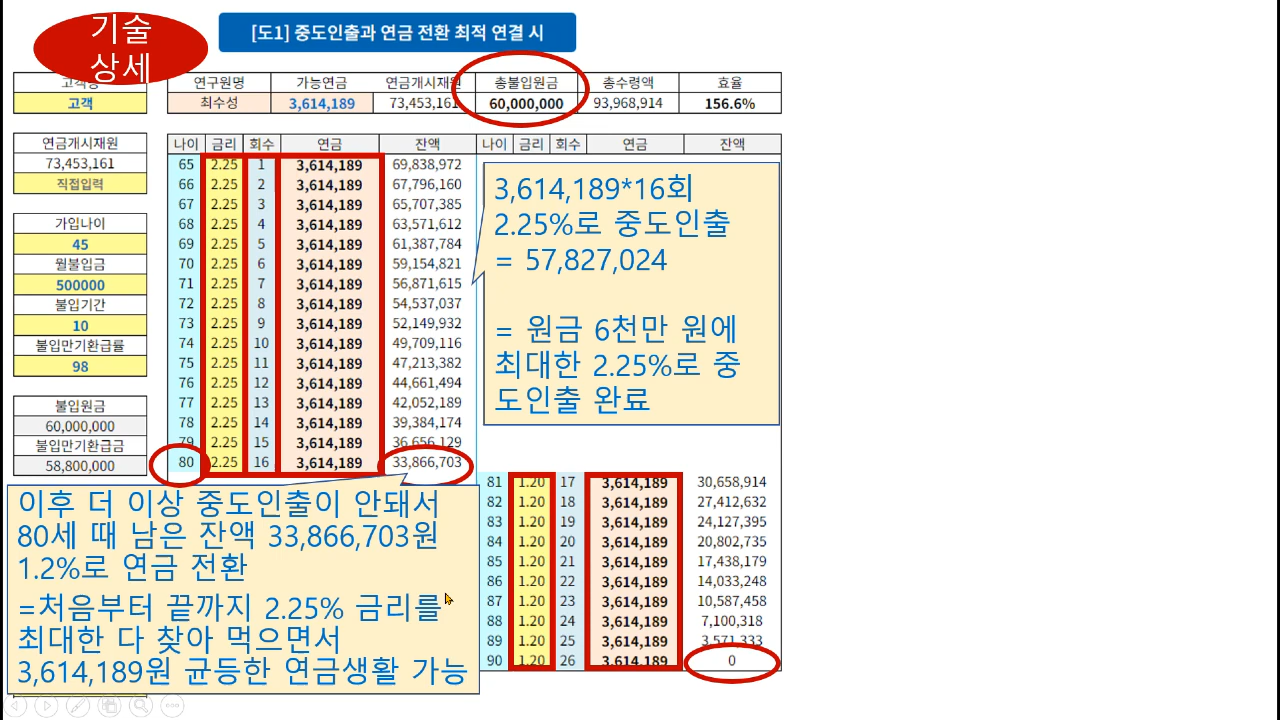 기술
상세
[도1] 중도인출과 연금 전환 최적 연결 시
고객명
고객
연구원명 가능연금 연금개시재원 총불입원금 총수령액 효율
최수성 3,614,189 73,453,161 60,000,000 93,968,914 156.6%
연금개시재원
73,453,161
직접입력
가입나이
45
월불입금
500000
불입기간
10
불입만기환급률
98
불입원금
60,000,000
불입만기환급금
58,800,000
나이 금리 회수 연금 잔액
65 2.25 1 3,614,189 69,838,972
66 2.25 2 3,614,189 67,796,160
67 2.25 3 3,614,189 65,707,385
68 2.25 4 3,614,189 63,571,612
69 2.25 5 3,614,189 61,387,784
70 2.25 6 3,614,189 59,154,821
71 2.25 7 3,614,189 56,871,615
72 2.25 8 3,614,189 54,537,037
73 2.25 9 3,614,189 52,149,932
74 2.25 10 3,614,189 49,709,116
75 2.25 11 3,614,189 47,213,382
76 2.25 12 3,614,189 44,661,494
77 2.25 13 3,614,189 42,052,189
78 2.25 14 3,614,189 39,384,174
79 2.25 15 3,614,189 36,656,129
80 2.25 16 3,614,189 33,866,703
나이 금리 회수 연금 잔액
3,614,189*16회
2.25%로 중도인출
= 57,827,024
= 원금 6천만 원에
최대한 2.25%로 중
도인출 완료
81 1.20 17 3,614,189 30,658,914
82 1.20 18 3,614,189 27,412,632
83 1.20 19 3,614,189 24,127,395
84 1.20 20 3,614,189 20,802,735
85 1.20 21 3,614,189 17,438,179
86 1.20 22 3,614,189 14,033,248
87 1.20 23 3,614,189 10,587,458
88 1.20 24 3,614,189 7,100,318
89 1.20 25 3,614,189 3,571,333
90 1.20 26 3,614,189 0
이후 더 이상 중도인출이 안돼서
80세 때 남은 잔액 33,866,703원
1.2%로 연금 전환
=처음부터 끝까지 2.25% 금리를
최대한 다 찾아 먹으면서
3,614,189원 균등한 연금생활 가능